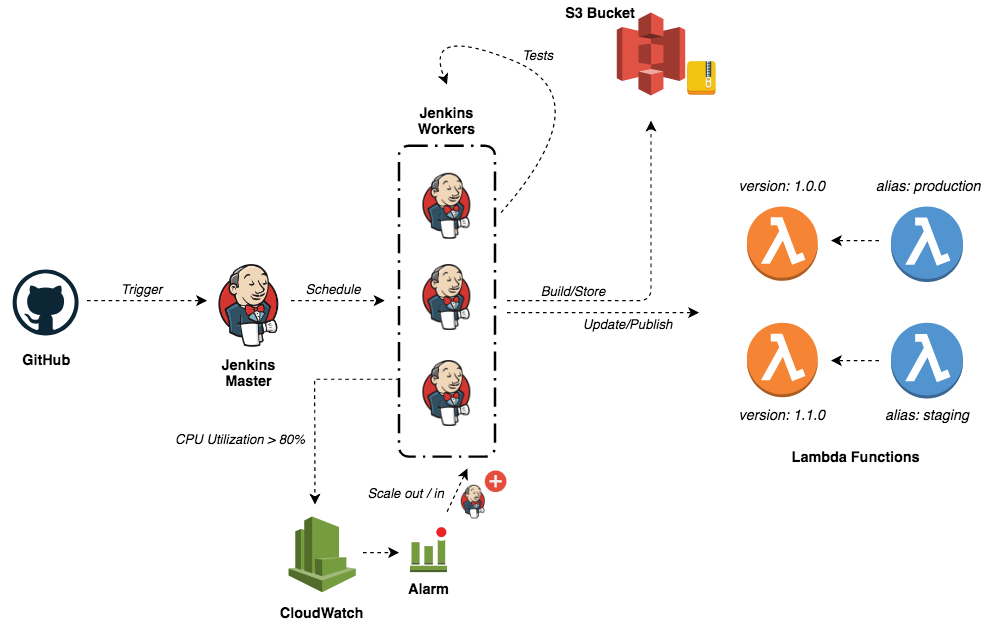 S3 Bucket
Tests
Jenkins
Workers
version: 1.0.0
alias: production
Trigger
Schedule
Build/Store
Update/Publish
GitHub
Jenkins
Master
version: 1.1.0
alias: staging
CPU Utilization > 80%
Lambda Functions
Scale out / in
Alarm
CloudWatch